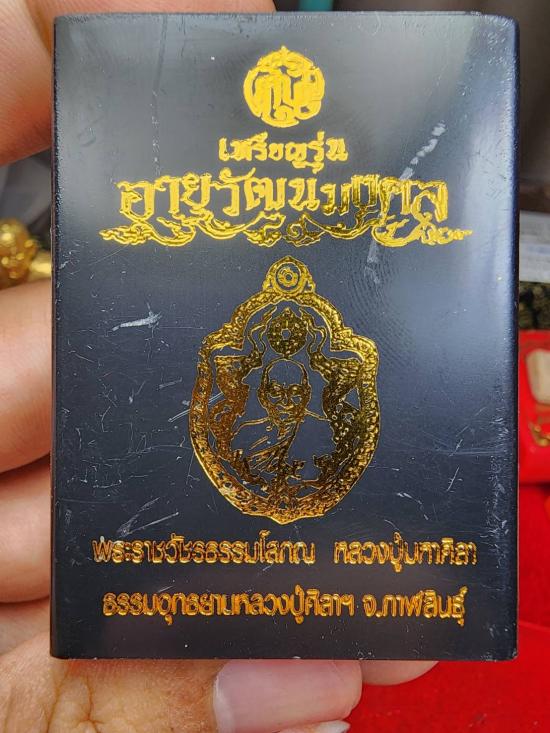 เหรียญรุ่น
อายุวัฒน์มงคล
พระราชวัชรธรรมโสภณ หลวงปู่มหาศิลา
ธรรมอุทธยานหลวงปู่ศิลาฯ จ.กาฬสินธุ์